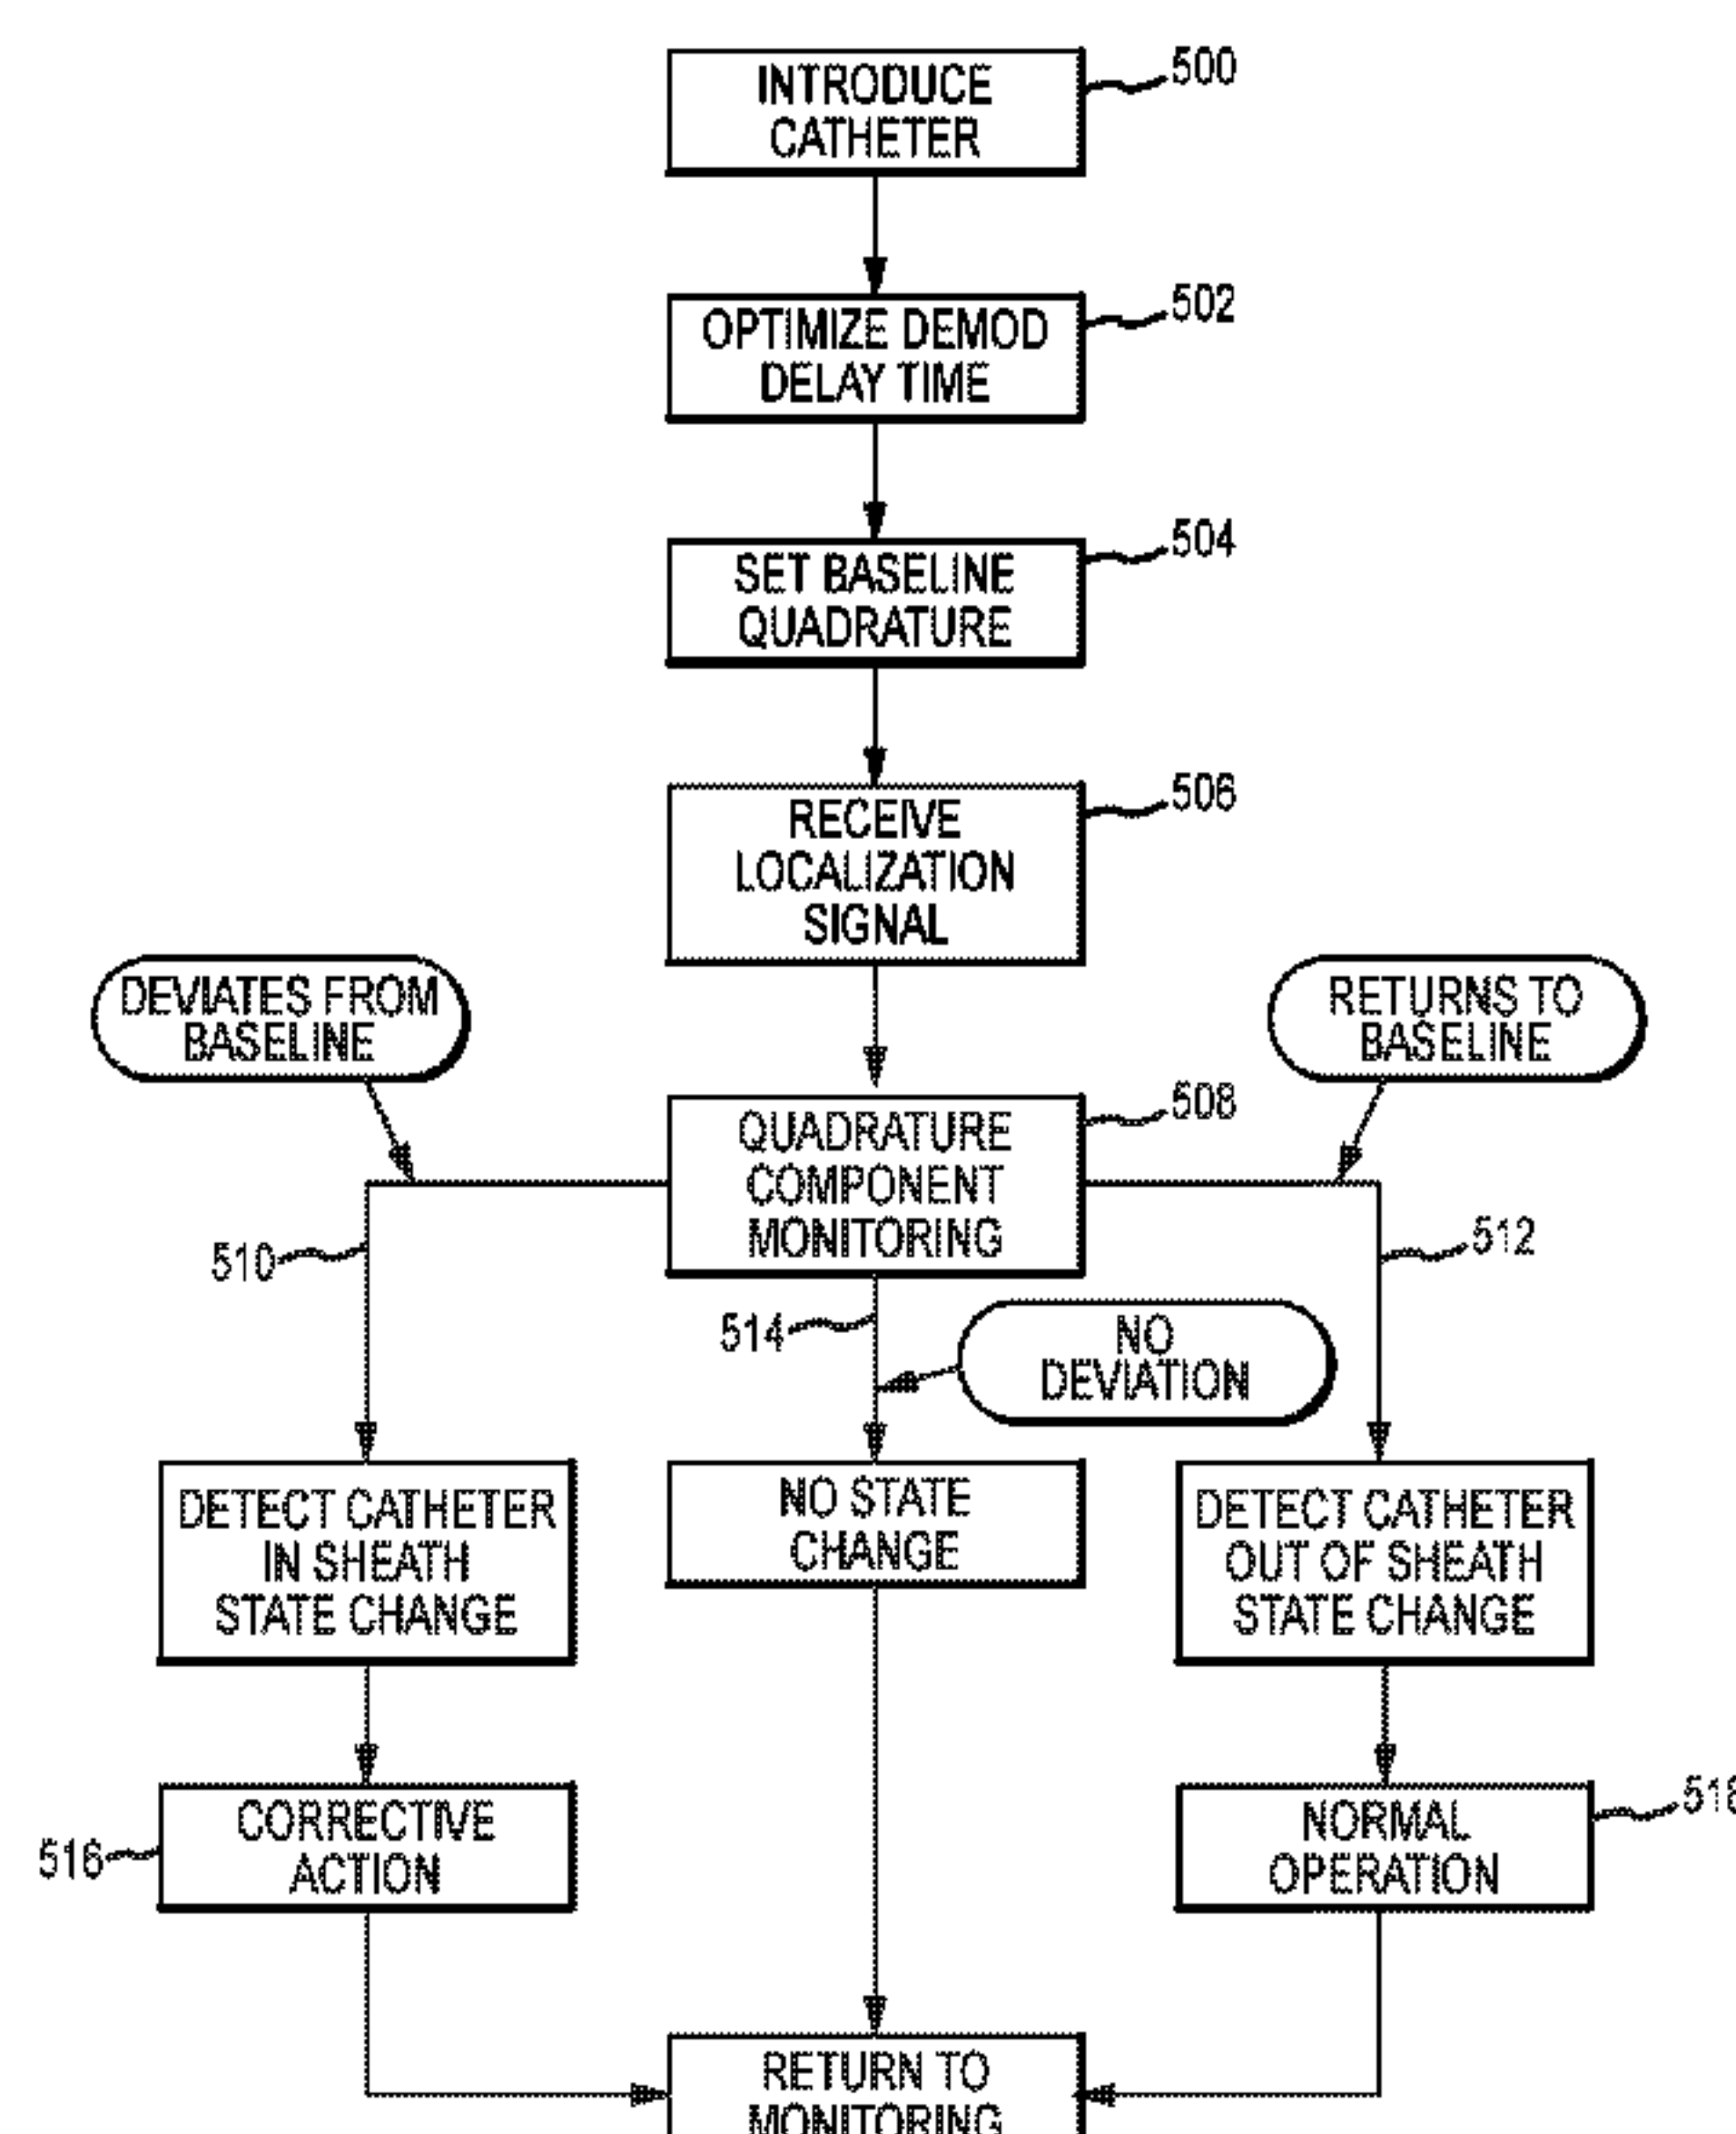 INTRODUCE
CATHETER
500
OPTIMIZE DEMOD
DELAY TIME
502
SET BASELINE
QUADRATURE
504
RECEIVE
LOCALIZATION
SIGNAL
506
DEVIATES FROM
BASELINE
RETURNS TO
BASELINE
QUADRATURE
COMPONENT
MONITORING
508
510
512
514
NO
DEVIATION
DETECT CATHETER
IN SHEATH
STATE CHANGE
NO STATE
CHANGE
DETECT CATHETER
OUT OF SHEATH
STATE CHANGE
CORRECTIVE
ACTION
516
NORMAL
OPERATION
518
RETURN TO
MONITORING